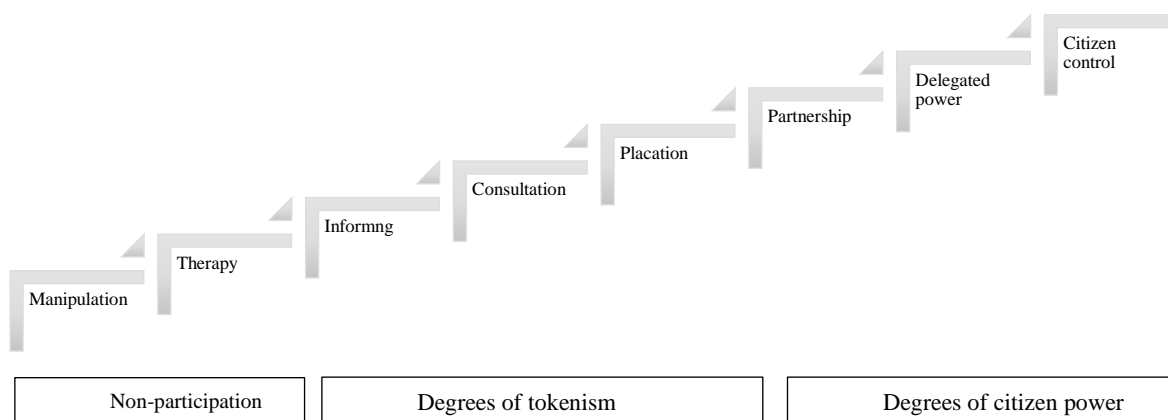 Manipulation
Therapy
Informng
Consultation
Placation
Partnership
Delegated
power
Citizen
control
Non-participation
Degrees of tokenism
Degrees of citizen power